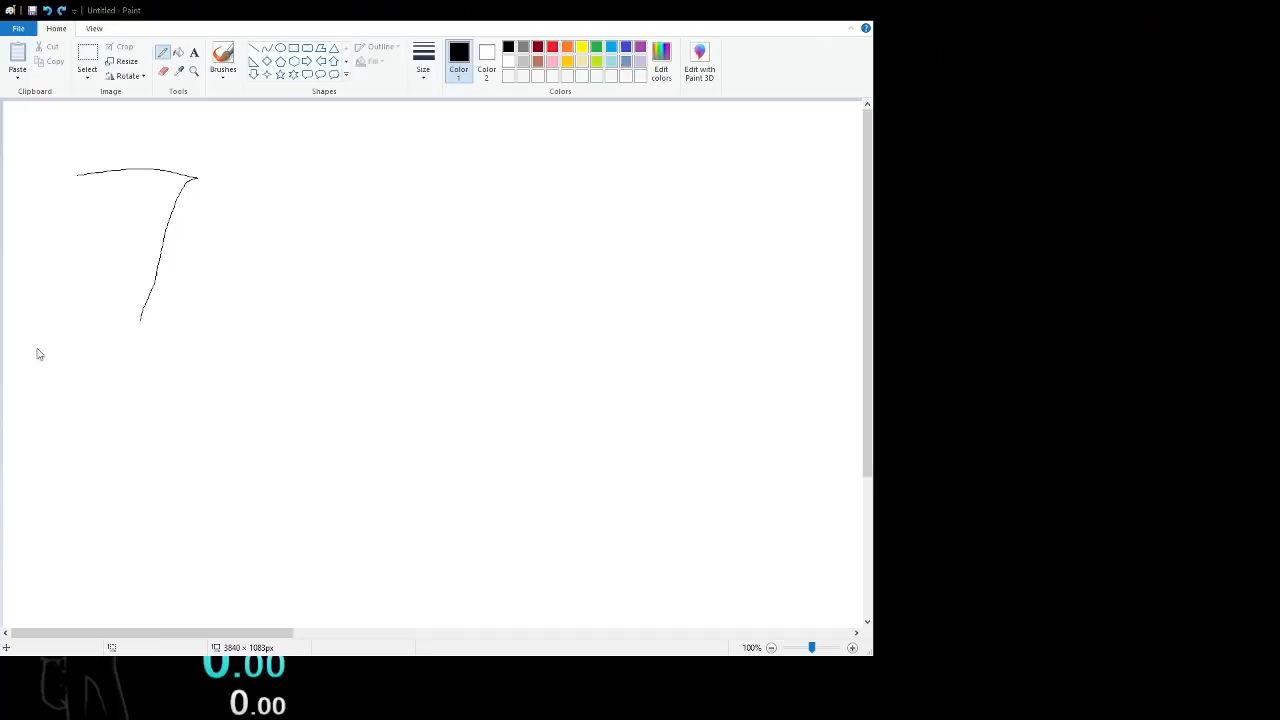 Untitled - Paint
File Home View
Paste
Cut
Copy
Clipboard
Select
Crop
Resize
Rotate
Image
A
Tools
Brushes
Outline
Fill
Shapes
Size
Color 1
Color 2
Edit colors
Edit with Paint 3D
Colors
7
3840 × 1083px
100%
0.00
0.00